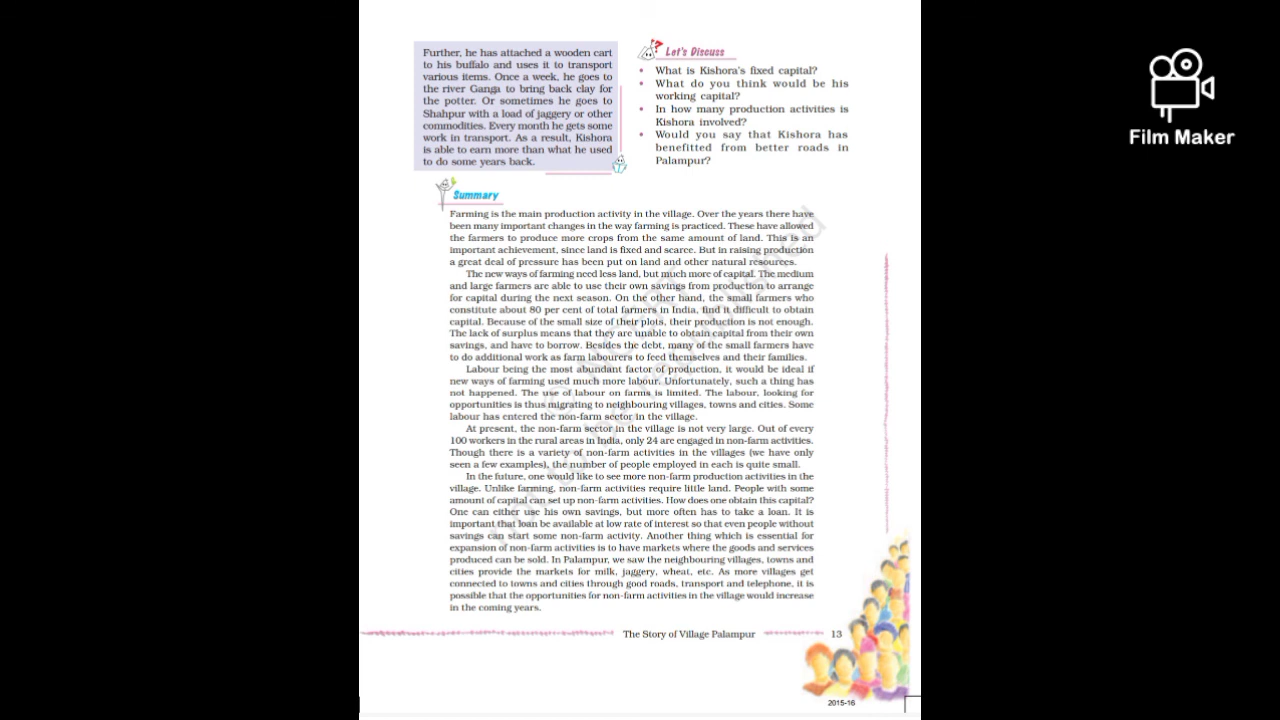 Further, he has attached a wooden cart
to his buffalo and uses it to transport
various items. Once a week, he goes to
the river Ganga to bring back clay for
the potter. Or sometimes he goes to
Shahpur with a load of jaggery or other
commodities. Every month he gets some
work in transport. As a result, Kishora
is able to earn more than what he used
to do some years back.
Let's Discuss
• What is Kishora's fixed capital?
• What do you think would be his
working capital?
• In how many production activities is
Kishora involved?
• Would you say that Kishora has
benefitted from better roads in
Palampur?
Film Maker
Summary
Farming is the main production activity in the village. Over the years there have
been many important changes in the way farming is practiced. These have allowed
the farmers to produce more crops from the same amount of land. This is an
important achievement, since land is fixed and scarce. But in raising production
a great deal of pressure has been put on land and other natural resources.
The new ways of farming need less land, but much more of capital. The medium
and large farmers are able to use their own savings from production to arrange
for capital during the next season. On the other hand, the small farmers who
constitute about 80 per cent of total farmers in India, find it difficult to obtain
capital. Because of the small size of their plots, their production is not enough.
The lack of surplus means that they are unable to obtain capital from their own
savings, and have to borrow. Besides the debt, many of the small farmers have
to do additional work as farm labourers to feed themselves and their families.
Labour being the most abundant factor of production, it would be ideal if
new ways of farming used much more labour. Unfortunately, such a thing has
not happened. The use of labour on farms is limited. The labour, looking for
opportunities is thus migrating to neighbouring villages, towns and cities. Some
labour has entered the non-farm sector in the village.
At present, the non-farm sector in the village is not very large. Out of every
100 workers in the rural areas in India, only 24 are engaged in non-farm activities.
Though there is a variety of non-farm activities in the villages (we have only
seen a few examples), the number of people employed in each is quite small.
In the future, one would like to see more non-farm production activities in the
village. Unlike farming, non-farm activities require little land. People with some
amount of capital can set up non-farm activities. How does one obtain this capital?
One can either use his own savings, but more often has to take a loan. It is
important that loan be available at low rate of interest so that even people without
savings can start some non-farm activity. Another thing which is essential for
expansion of non-farm activities is to have markets where the goods and services
produced can be sold. In Palampur, we saw the neighbouring villages, towns and
cities provide the markets for milk, jaggery, wheat, etc. As more villages get
connected to towns and cities through good roads, transport and telephone, it is
possible that the opportunities for non-farm activities in the village would increase
in the coming years.
The Story of Village Palampur 13
2015-16